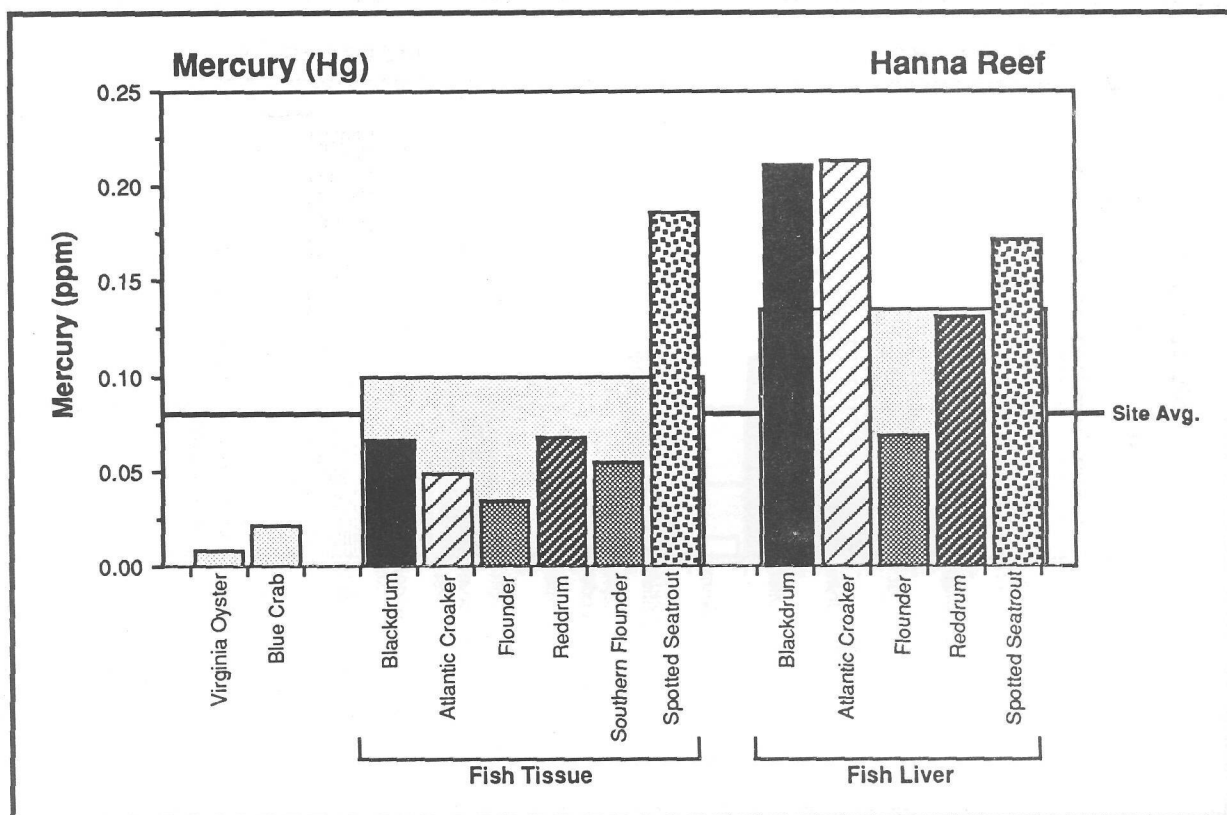 Mercury (Hg)
Hanna Reef
Mercury (ppm)
0.25
0.20
0.15
0.10
0.05
0.00
Site Avg.
Virginia Oyster
Blue Crab
Blackdrum
Atlantic Croaker
Flounder
Reddrum
Southern Flounder
Spotted Seatrout
Blackdrum
Atlantic Croaker
Flounder
Reddrum
Spotted Seatrout
Fish Tissue
Fish Liver